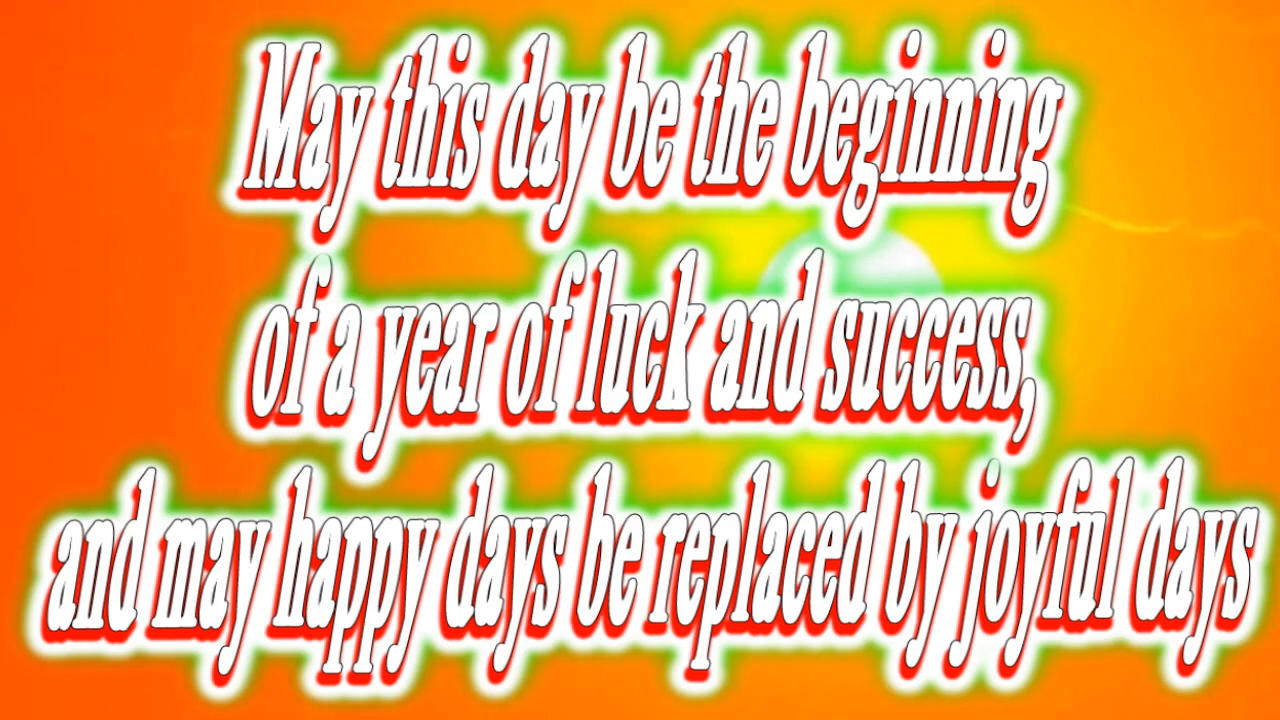 May this day be the beginning
of a year of luck and success,
and may happy days be replaced by joyful days